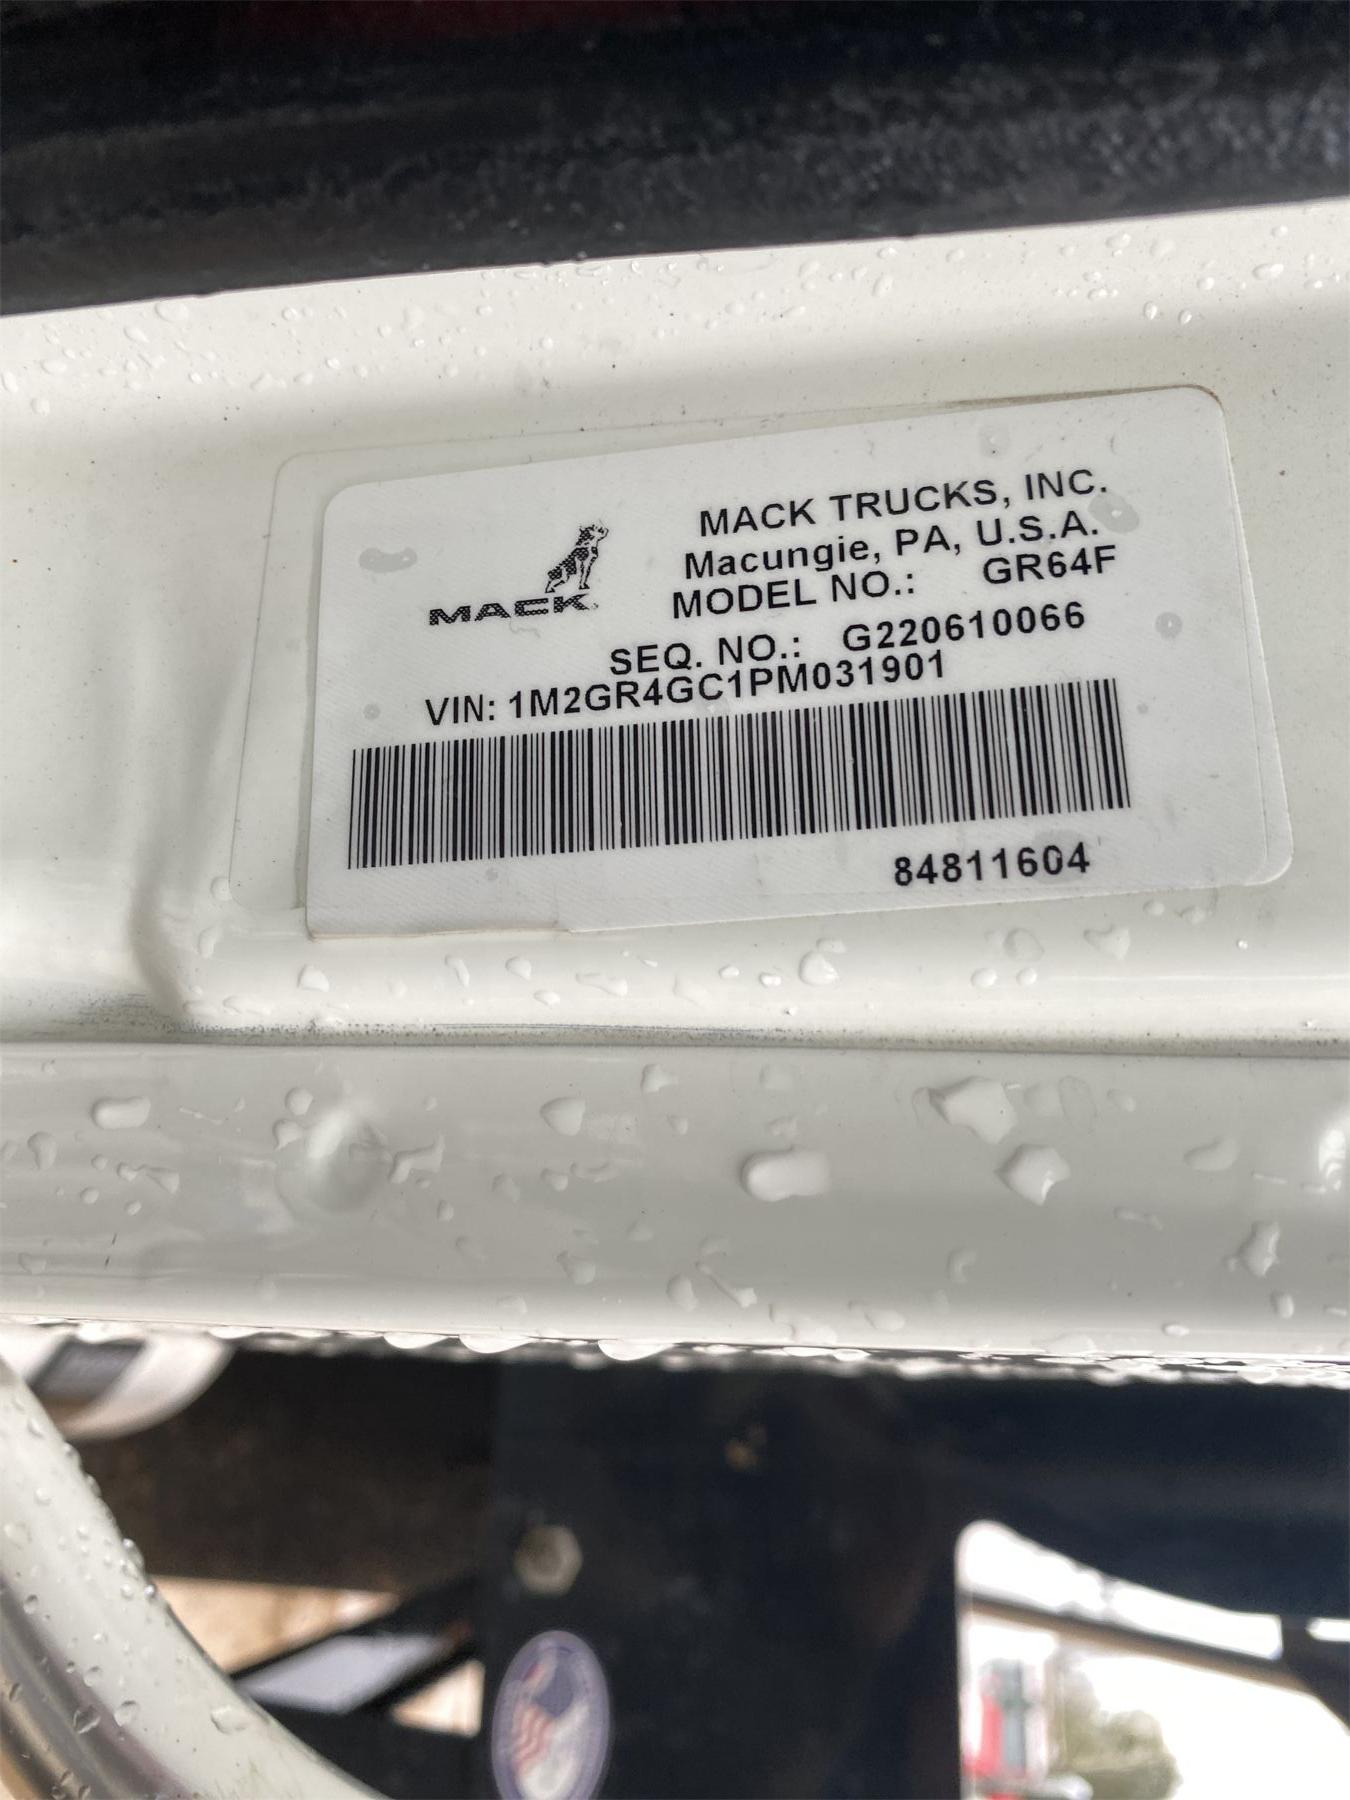 MACK
MACK TRUCKS, INC.
Macungie, PA, U.S.A.
MODEL NO.: GR64F
SEQ. NO.: G220610066
VIN: 1M2GR4GC1PM031901
84811604